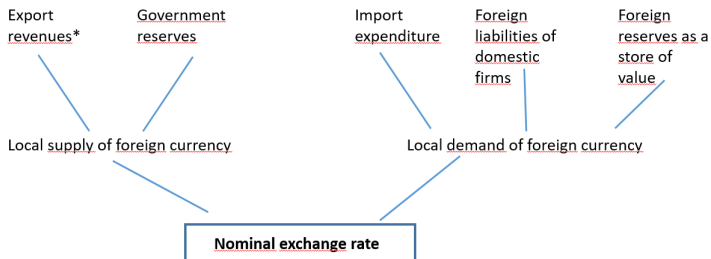 Export
revenues*
Government
reserves
Import
expenditure
Foreign
liabilities of
domestic
firms
Foreign
reserves as a
store of
value
Local supply of foreign currency
Local demand of foreign currency
Nominal exchange rate